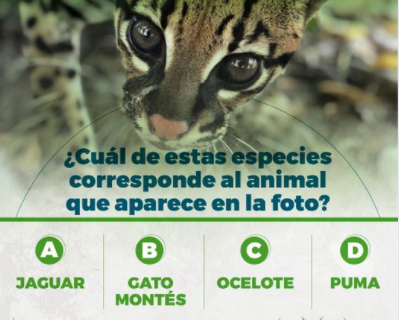 ¿Cuál de estas especies
corresponde al animal
que aparece en la foto?
A B C D
JAGUAR GATO MONTÉS OCELOTE PUMA